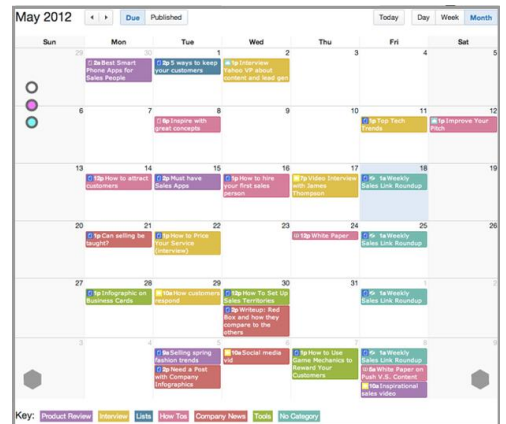 May 2012
Due
Published
Today
Day
Week
Month
Sun
Mon
Tue
Wed
Thu
Fri
Sat
29
30
1
2
3
4
5
2a Best Smart
Phone Apps for
Sales People
2p 5 ways to keep
your customers
1p Interview
Yahoo VP about
content and lead gen
6
7
8
9
10
11
12
8p Inspire with
great concepts
1p Top Tech
Trends
1p Improve Your
Pitch
13
14
15
16
17
18
19
12p How to attract
customers
2p Must have
Sales Apps
1p How to hire
your first sales
person
7p Video Interview
with James
Thompson
1a Weekly
Sales Link Roundup
20
21
22
23
24
25
26
1p Can selling be
taught?
1p How to Price
Your Service
(Interview)
12p White Paper
1a Weekly
Sales Link Roundup
27
28
29
30
31
1
2
1p Infographic on
Business Cards
10a How customers
respond
12p How To Set Up
Sales Territories
2p Writeup: Red
Box and how they
compare to the
others
1a Weekly
Sales Link Roundup
3
4
5
6
7
8
9
9a Selling spring
fashion trends
2p Need a Post
with Company
Infographics
10a Social media
vid
1p How to Use
Game Mechanics to
Reward Your
Customers
1a Weekly
Sales Link Roundup
8a White Paper on
Push V.S. Content
10a Inspirational
sales video
Key:
Product Review
Interview
Lists
How Tos
Company News
Tools
No Category